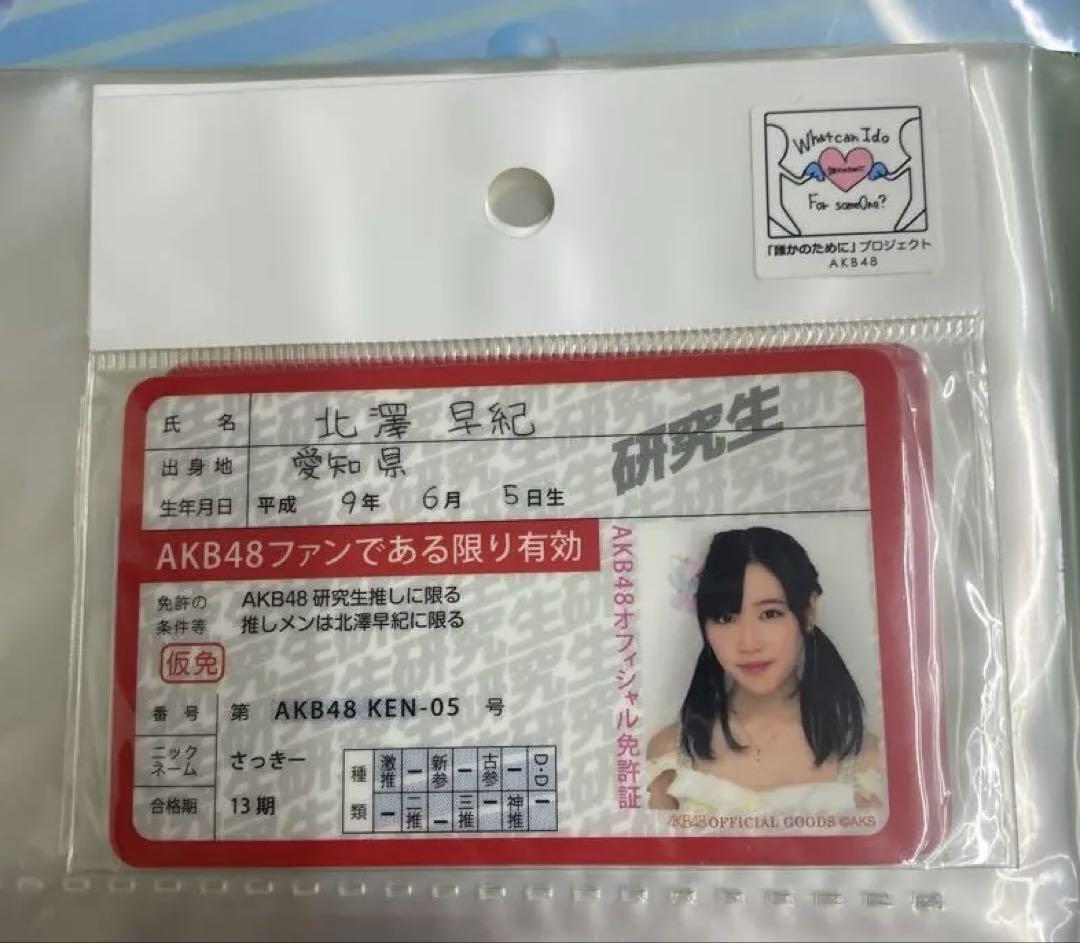 What can I do
For someOne?
「誰かのために」プロジェクト
AKB48
氏名 北澤 早紀
研究生
出身地 愛知県
生年月日 平成 9年 6月 5日生
AKB48ファンである限り有効
免許の条件等
AKB48 研究生推しに限る
推しメンは北澤早紀に限る
仮免
番号 第 AKB48 KEN-05 号
ニックネーム さっきー
合格期 13期
種類
激推 ー 新参 ー 古参 ー D・D
ー 二推 ー 三推 ー 神推 ー
AKB48オフィシャル免許証
AKB48 OFFICIAL GOODS ©AKS